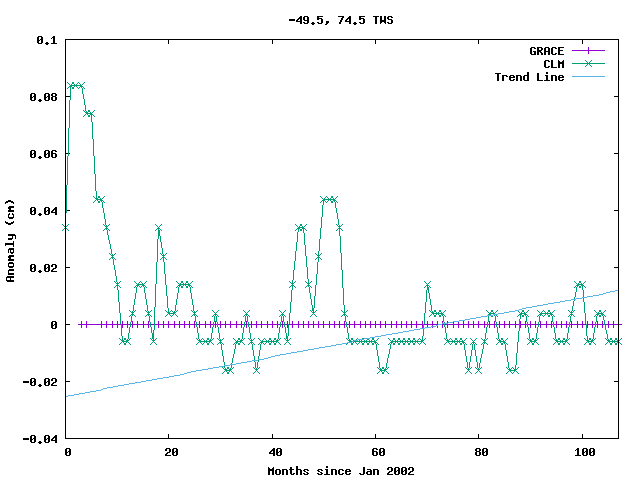 -49.5, 74.5 TWS
0.1
GRACE
CLM
Trend Line
0.08
0.06
0.04
0.02
0
-0.02
-0.04
Anomaly (cm)
0 20 40 60 80 100
Months since Jan 2002